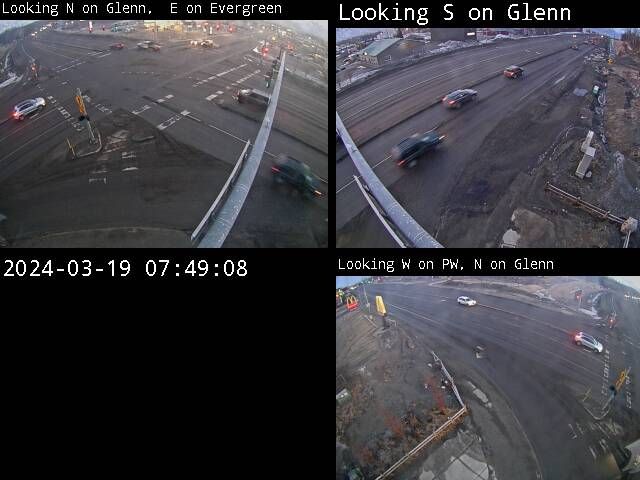 Looking N on Glenn,  E on Evergreen
Looking S on Glenn
2024-03-19 07:49:08
Looking W on PW, N on Glenn